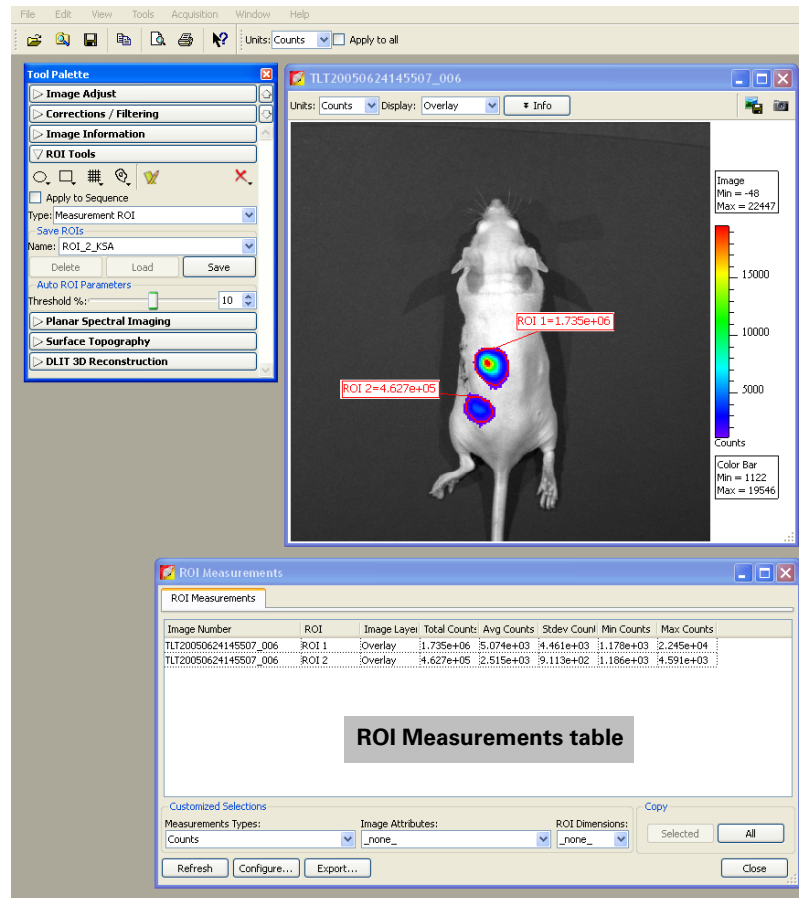 File Edit View Tools Acquisition Window Help
Units: Counts Apply to all
Tool Palette
Image Adjust
Corrections / Filtering
Image Information
ROI Tools
Apply to Sequence
Type: Measurement ROI
Save ROIs
Name: ROI_2_KSA
Delete Load Save
Auto ROI Parameters
Threshold %: 10
Planar Spectral Imaging
Surface Topography
DLIT 3D Reconstruction
TLT20050624145507_006
Units: Counts Display: Overlay Info
Image
Min = -48
Max = 22447
15000
10000
5000
Counts
Color Bar
Min = 1122
Max = 19546
ROI 1=1.735e+06
ROI 2=4.627e+05
ROI Measurements
ROI Measurements
Image Number ROI Image Layer Total Counts Avg Counts Stdev Count Min Counts Max Counts
TLT20050624145507_006 ROI 1 Overlay 1.735e+06 5.074e+03 4.461e+03 1.178e+03 2.245e+04
TLT20050624145507_006 ROI 2 Overlay 4.627e+05 2.515e+03 9.113e+02 1.186e+03 4.591e+03
ROI Measurements table
Customized Selections Copy
Measurements Types: Image Attributes: ROI Dimensions:
Counts _none_ _none_ Selected All
Refresh Configure... Export... Close